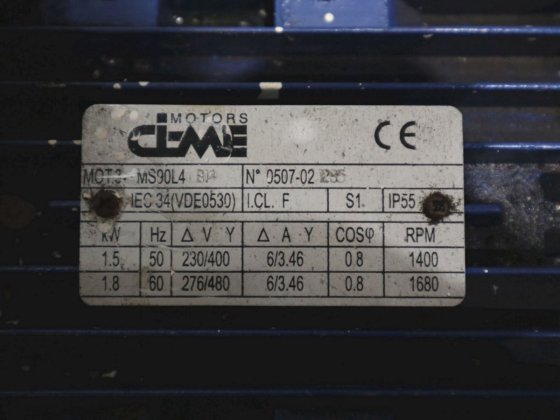 MOTORS
CIME
CE
MOT.3~ MS90L4 N° 0507-02
IEC 34(VDE0530) I.CL. F S1 IP55
kW Hz Δ V Y Δ A Y COSφ RPM
1.5 50 230/400 6/3.46 0.8 1400
1.8 60 276/480 6/3.46 0.8 1680